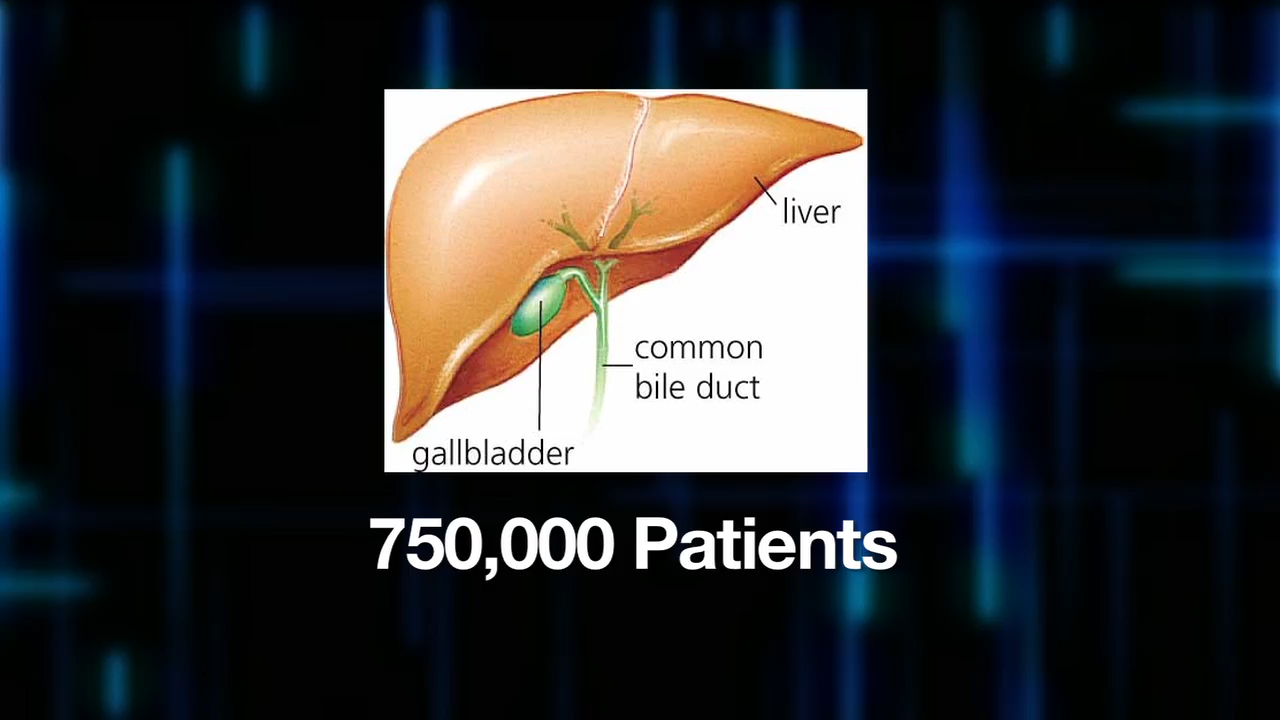 liver
common
bile duct
gallbladder
750,000 Patients